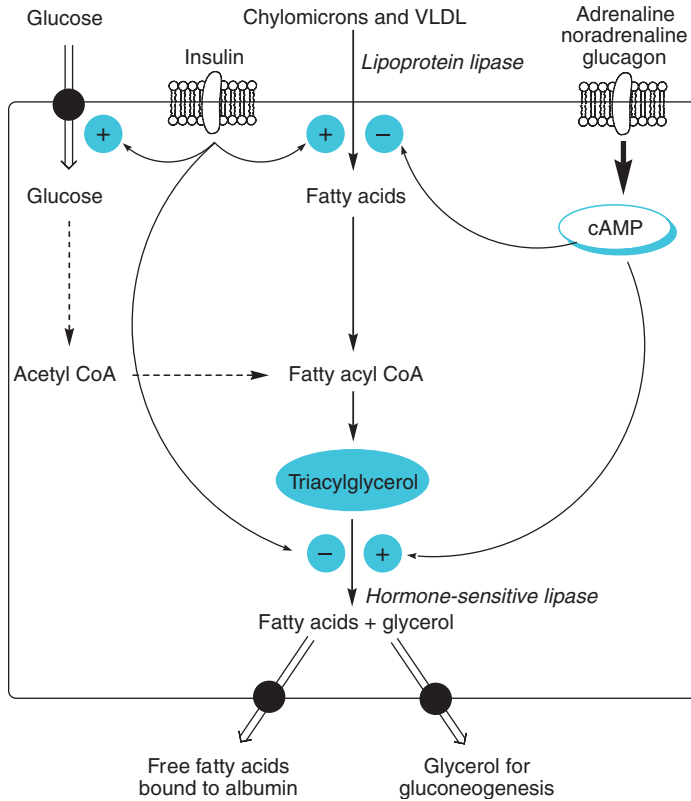 Glucose
Chylomicrons and VLDL
Adrenaline
noradrenaline
glucagon
Insulin
Lipoprotein lipase
+
+
−
Glucose
Fatty acids
cAMP
Acetyl CoA
Fatty acyl CoA
Triacylglycerol
−
+
Hormone-sensitive lipase
Fatty acids + glycerol
Free fatty acids
bound to albumin
Glycerol for
gluconeogenesis